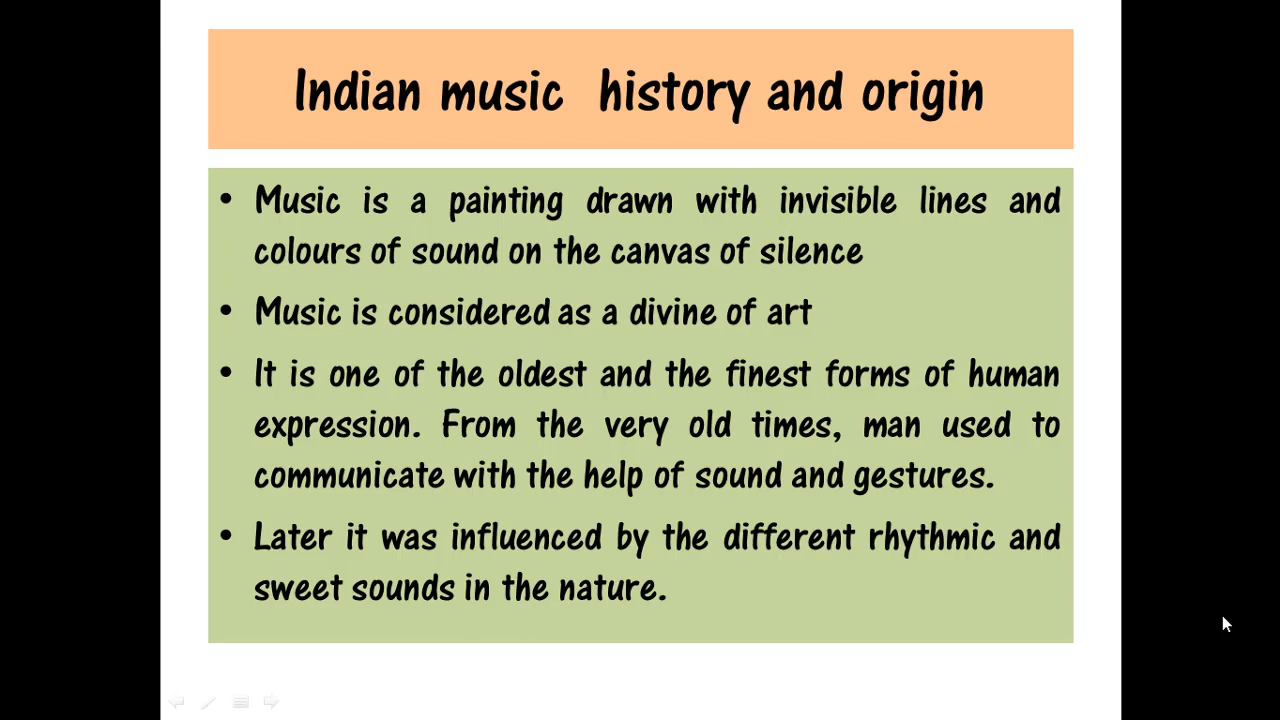 Indian music  history and origin
• Music is a painting drawn with invisible lines and
colours of sound on the canvas of silence
• Music is considered as a divine of art
• It is one of the oldest and the finest forms of human
expression. From the very old times, man used to
communicate with the help of sound and gestures.
• Later it was influenced by the different rhythmic and
sweet sounds in the nature.